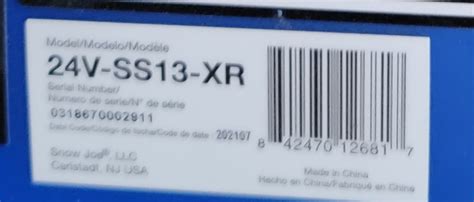 Model/Modelo/Modèle
24V-SS13-XR
Serial Number/
Número de serie/N° de série
0318670002911
Date Code/Código de fecha/Code de date : 202107
Snow Joe®, LLC
Carlstadt, NJ USA
8 42470 12681 7
Made in China
Hecho en China/Fabriqué en Chine